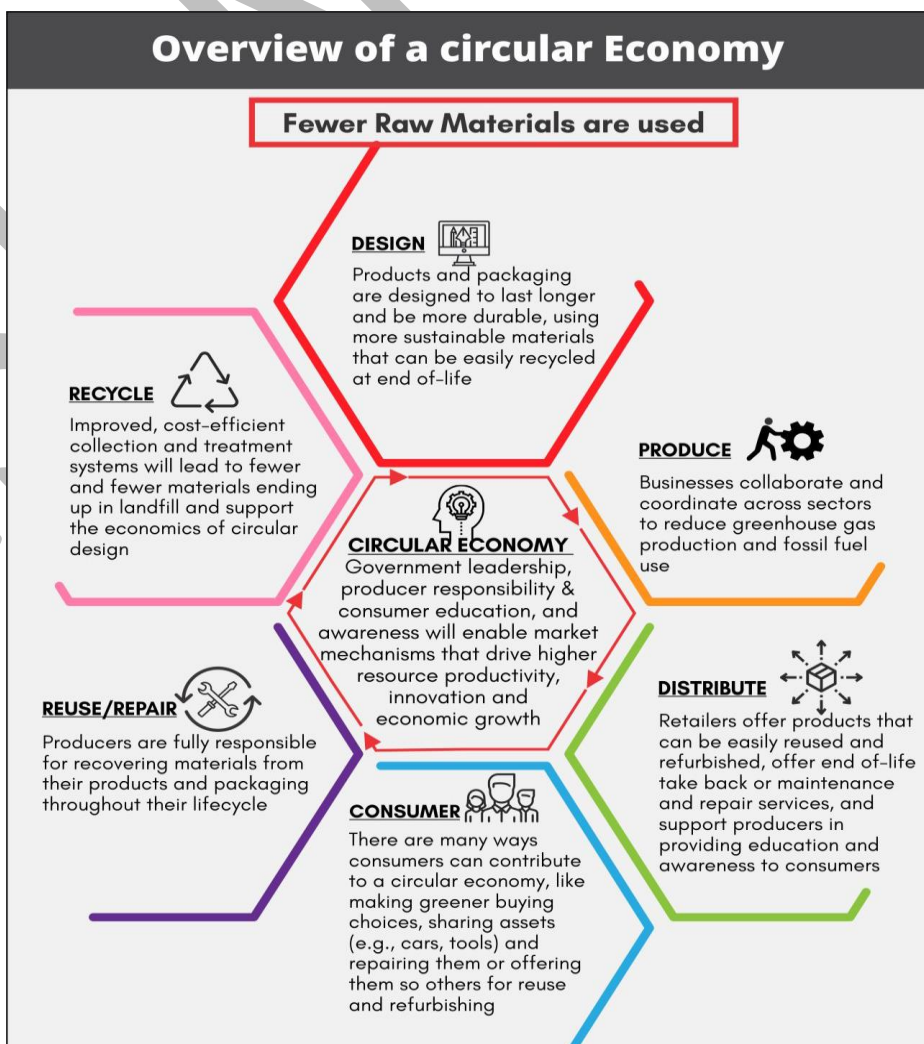 Overview of a circular Economy
Fewer Raw Materials are used
DESIGN
Products and packaging
are designed to last longer
and be more durable, using
more sustainable materials
that can be easily recycled
at end of-life
RECYCLE
Improved, cost-efficient
collection and treatment
systems will lead to fewer
and fewer materials ending
up in landfill and support
the economics of circular
design
PRODUCE
Businesses collaborate and
coordinate across sectors
to reduce greenhouse gas
production and fossil fuel
use
CIRCULAR ECONOMY
Government leadership,
producer responsibility &
consumer education, and
awareness will enable market
mechanisms that drive higher
resource productivity,
innovation and
economic growth
REUSE/REPAIR
Producers are fully responsible
for recovering materials from
their products and packaging
throughout their lifecycle
DISTRIBUTE
Retailers offer products that
can be easily reused and
refurbished, offer end of-life
take back or maintenance
and repair services, and
support producers in
providing education and
awareness to consumers
CONSUMER
There are many ways
consumers can contribute
to a circular economy, like
making greener buying
choices, sharing assets
(e.g., cars, tools) and
repairing them or offering
them so others for reuse
and refurbishing